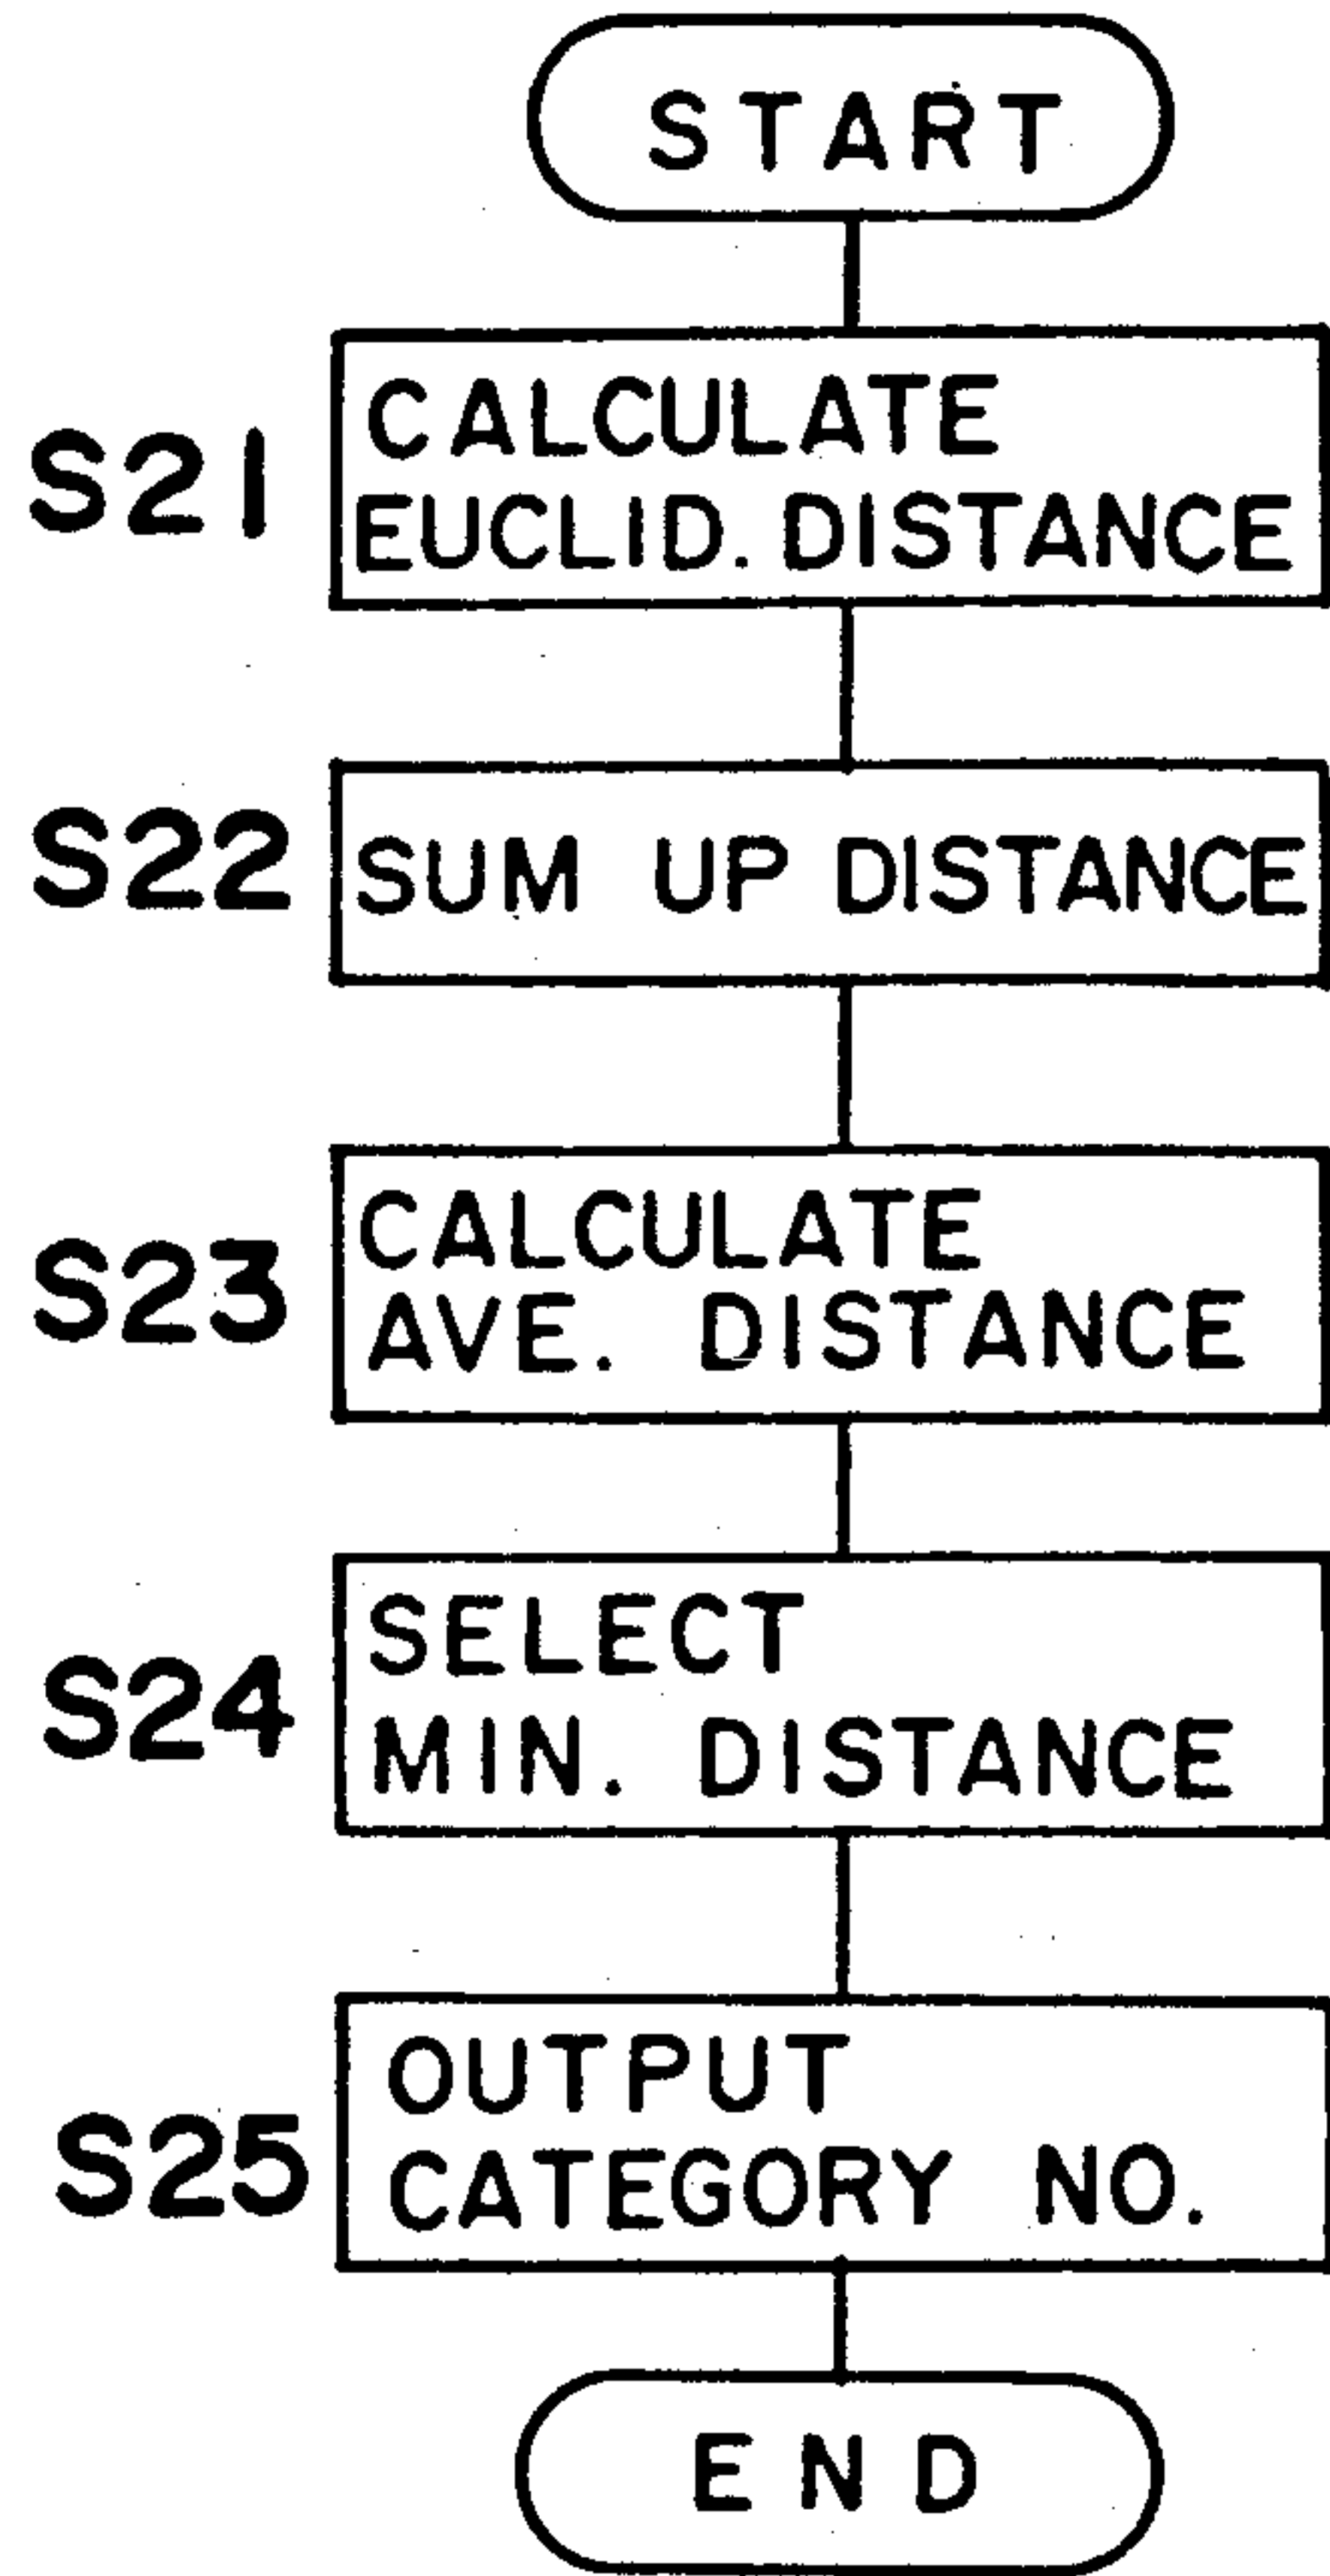 START
S21
CALCULATE
EUCLID. DISTANCE
S22
SUM UP DISTANCE
S23
CALCULATE
AVE. DISTANCE
S24
SELECT
MIN. DISTANCE
S25
OUTPUT
CATEGORY NO.
END